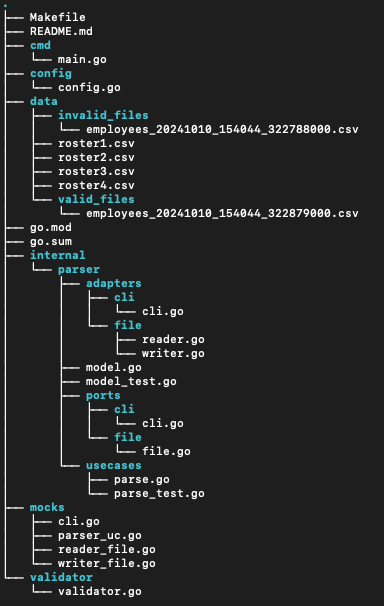 .
├── Makefile
├── README.md
├── cmd
│   └── main.go
├── config
│   └── config.go
├── data
│   ├── invalid_files
│   │   └── employees_20241010_154044_322788000.csv
│   ├── roster1.csv
│   ├── roster2.csv
│   ├── roster3.csv
│   ├── roster4.csv
│   └── valid_files
│       └── employees_20241010_154044_322879000.csv
├── go.mod
├── go.sum
├── internal
│   └── parser
│       ├── adapters
│       │   ├── cli
│       │   │   └── cli.go
│       │   └── file
│       │       ├── reader.go
│       │       └── writer.go
│       ├── model.go
│       ├── model_test.go
│       ├── ports
│       │   ├── cli
│       │   │   └── cli.go
│       │   └── file
│       │       └── file.go
│       └── usecases
│           ├── parse.go
│           └── parse_test.go
├── mocks
│   ├── cli.go
│   ├── parser_uc.go
│   ├── reader_file.go
│   └── writer_file.go
└── validator
    └── validator.go